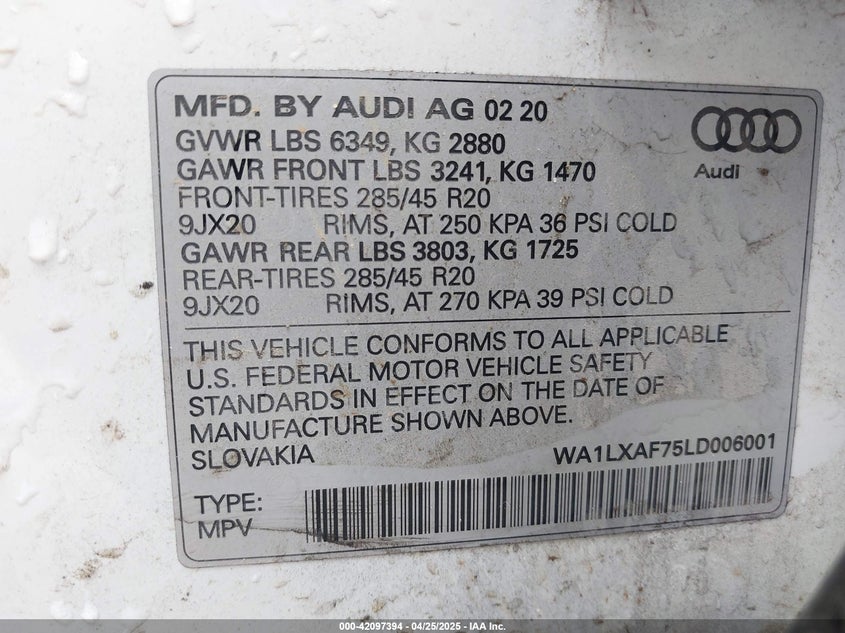 MFD. BY AUDI AG 02 20
GVWR LBS 6349, KG 2880
GAWR FRONT LBS 3241, KG 1470
FRONT-TIRES 285/45 R20
9JX20 RIMS, AT 250 KPA 36 PSI COLD
GAWR REAR LBS 3803, KG 1725
REAR-TIRES 285/45 R20
9JX20 RIMS, AT 270 KPA 39 PSI COLD
Audi
THIS VEHICLE CONFORMS TO ALL APPLICABLE
U.S. FEDERAL MOTOR VEHICLE SAFETY
STANDARDS IN EFFECT ON THE DATE OF
MANUFACTURE SHOWN ABOVE.
SLOVAKIA WA1LXAF75LD006001
TYPE:
MPV
000-42097394 - 04/25/2025 - IAA Inc.